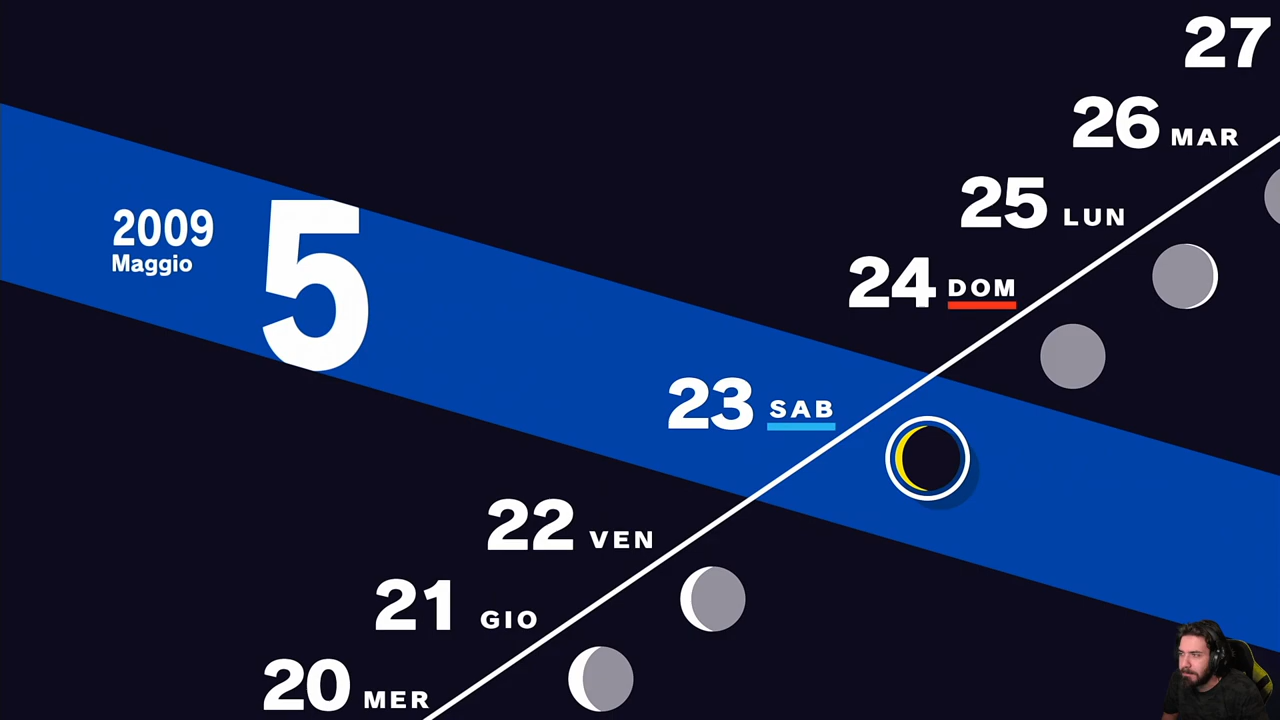 27
26 MAR
25 LUN
24 DOM
23 SAB
22 VEN
21 GIO
20 MER
2009
Maggio
5